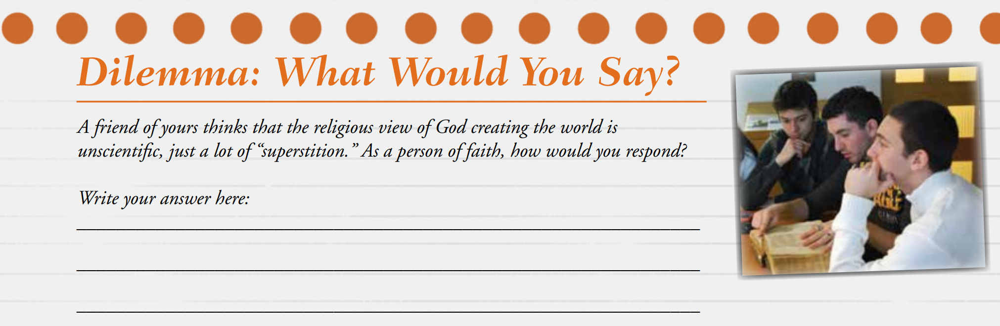 Dilemma: What Would You Say?
A friend of yours thinks that the religious view of God creating the world is
unscientific, just a lot of “superstition.” As a person of faith, how would you respond?
Write your answer here: